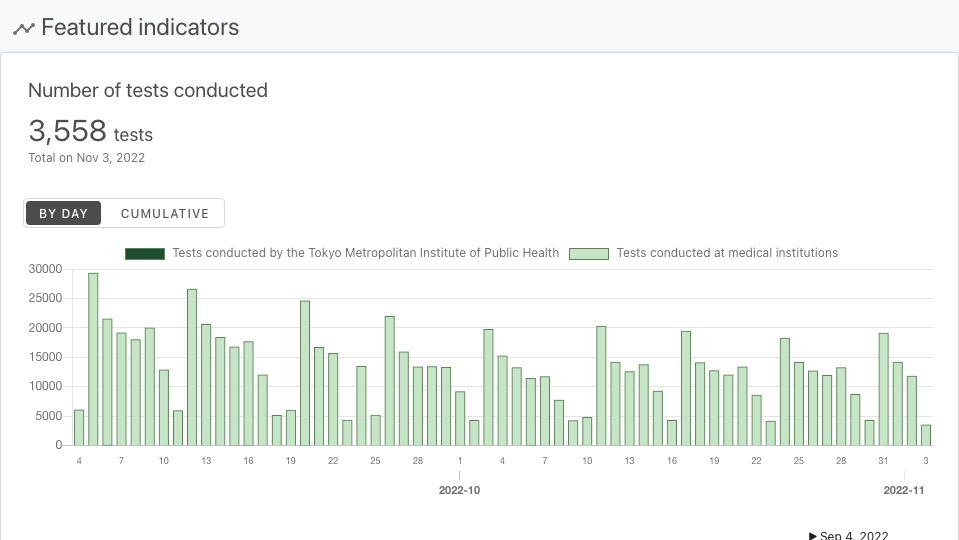 Featured indicators
Number of tests conducted
3,558 tests
Total on Nov 3, 2022
BY DAY CUMULATIVE
Tests conducted by the Tokyo Metropolitan Institute of Public Health Tests conducted at medical institutions
30000
25000
20000
15000
10000
5000
0
4 7 10 13 16 19 22 25 28 1 4 7 10 13 16 19 22 25 28 31 3
2022-10 2022-11
▶ Sep 4, 2022